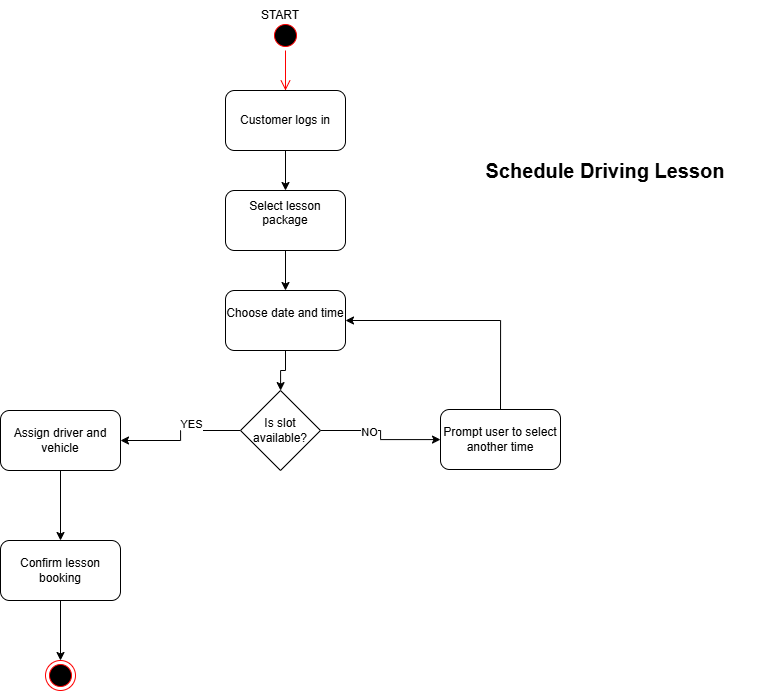 START
Customer logs in
Schedule Driving Lesson
Select lesson
package
Choose date and time
Is slot
available?
YES
NO
Assign driver and
vehicle
Prompt user to select
another time
Confirm lesson
booking